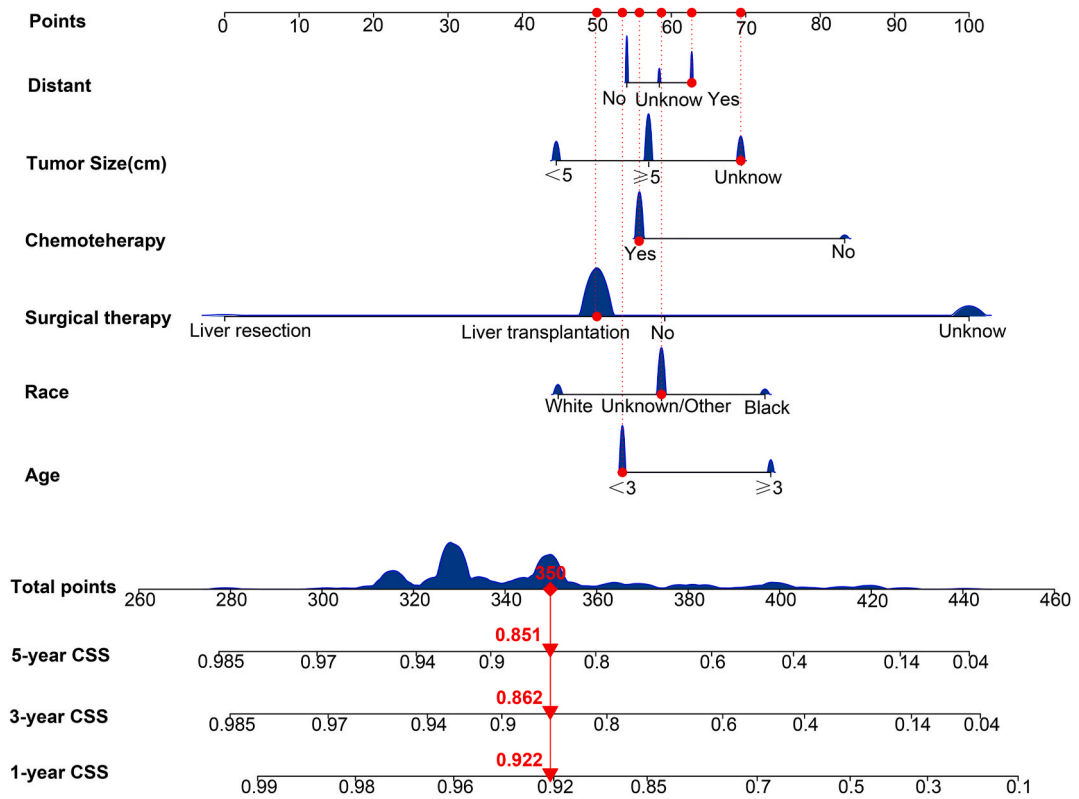 Points
0 10 20 30 40 50 60 70 80 90 100
Distant
No Unknow Yes
Tumor Size(cm)
<5 ⩾5 Unknow
Chemoteherapy
Yes No
Surgical therapy
Liver resection Liver transplantation No Unknow
Race
White Unknown/Other Black
Age
<3 ⩾3
350
Total points
260 280 300 320 340 360 380 400 420 440 460
0.851
5-year CSS
0.985 0.97 0.94 0.9 0.8 0.6 0.4 0.14 0.04
0.862
3-year CSS
0.985 0.97 0.94 0.9 0.8 0.6 0.4 0.14 0.04
0.922
1-year CSS
0.99 0.98 0.96 0.92 0.85 0.7 0.5 0.3 0.1